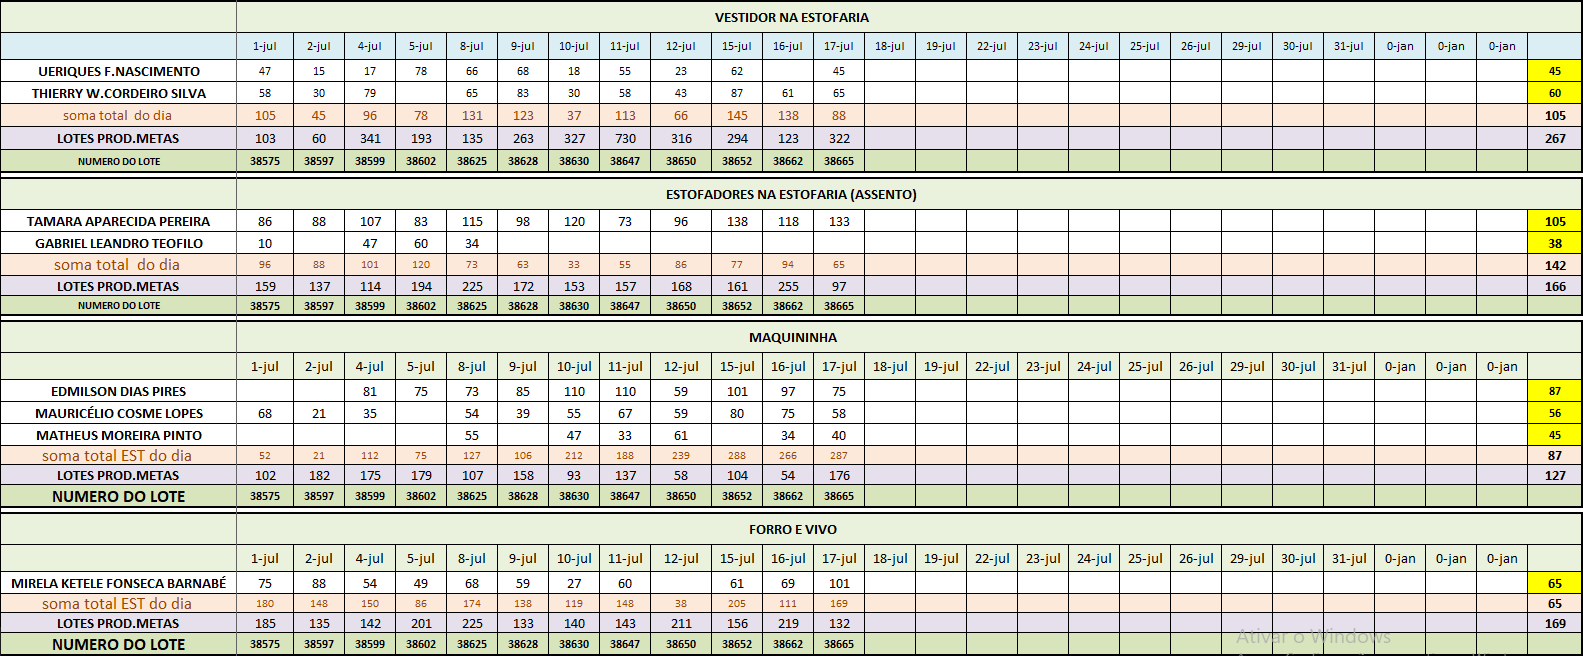 VESTIDOR NA ESTOFARIA
1-jul 2-jul 4-jul 5-jul 8-jul 9-jul 10-jul 11-jul 12-jul 15-jul 16-jul 17-jul 18-jul 19-jul 22-jul 23-jul 24-jul 25-jul 26-jul 29-jul 30-jul 31-jul 0-jan 0-jan 0-jan
UERIQUES F.NASCIMENTO 47 15 17 78 66 68 18 55 23 62 45 45
THIERRY W.CORDEIRO SILVA 58 30 79 65 83 30 58 43 87 61 65 60
soma total do dia 105 45 96 78 131 123 37 113 66 145 138 88 105
LOTES PROD.METAS 103 60 341 193 135 263 327 730 316 294 123 322 267
NUMERO DO LOTE 38575 38597 38599 38602 38625 38628 38630 38647 38650 38652 38662 38665
ESTOFADORES NA ESTOFARIA (ASSENTO)
TAMARA APARECIDA PEREIRA 86 88 107 83 115 98 120 73 96 138 118 133 105
GABRIEL LEANDRO TEOFILO 10 47 60 34 38
soma total do dia 96 88 101 120 73 63 33 55 86 77 94 65 142
LOTES PROD.METAS 159 137 114 194 225 172 153 157 168 161 255 97 166
NUMERO DO LOTE 38575 38597 38599 38602 38625 38628 38630 38647 38650 38652 38662 38665
MAQUININHA
1-jul 2-jul 4-jul 5-jul 8-jul 9-jul 10-jul 11-jul 12-jul 15-jul 16-jul 17-jul 18-jul 19-jul 22-jul 23-jul 24-jul 25-jul 26-jul 29-jul 30-jul 31-jul 0-jan 0-jan 0-jan
EDMILSON DIAS PIRES 81 75 73 85 110 110 59 101 97 75 87
MAURICÉLIO COSME LOPES 68 21 35 54 39 55 67 59 80 75 58 56
MATHEUS MOREIRA PINTO 55 47 33 61 34 40 45
soma total EST do dia 52 21 112 75 127 106 212 188 239 288 266 287 87
LOTES PROD.METAS 102 182 175 179 107 158 93 137 58 104 54 176 127
NUMERO DO LOTE 38575 38597 38599 38602 38625 38628 38630 38647 38650 38652 38662 38665
FORRO E VIVO
1-jul 2-jul 4-jul 5-jul 8-jul 9-jul 10-jul 11-jul 12-jul 15-jul 16-jul 17-jul 18-jul 19-jul 22-jul 23-jul 24-jul 25-jul 26-jul 29-jul 30-jul 31-jul 0-jan 0-jan 0-jan
MIRELA KETELE FONSECA BARNABÉ 75 88 54 49 68 59 27 60 61 69 101 65
soma total EST do dia 180 148 150 86 174 138 119 148 38 205 111 169 65
LOTES PROD.METAS 185 135 142 201 225 133 140 143 211 156 219 132 169
NUMERO DO LOTE 38575 38597 38599 38602 38625 38628 38630 38647 38650 38652 38662 38665
Ativar o Windows